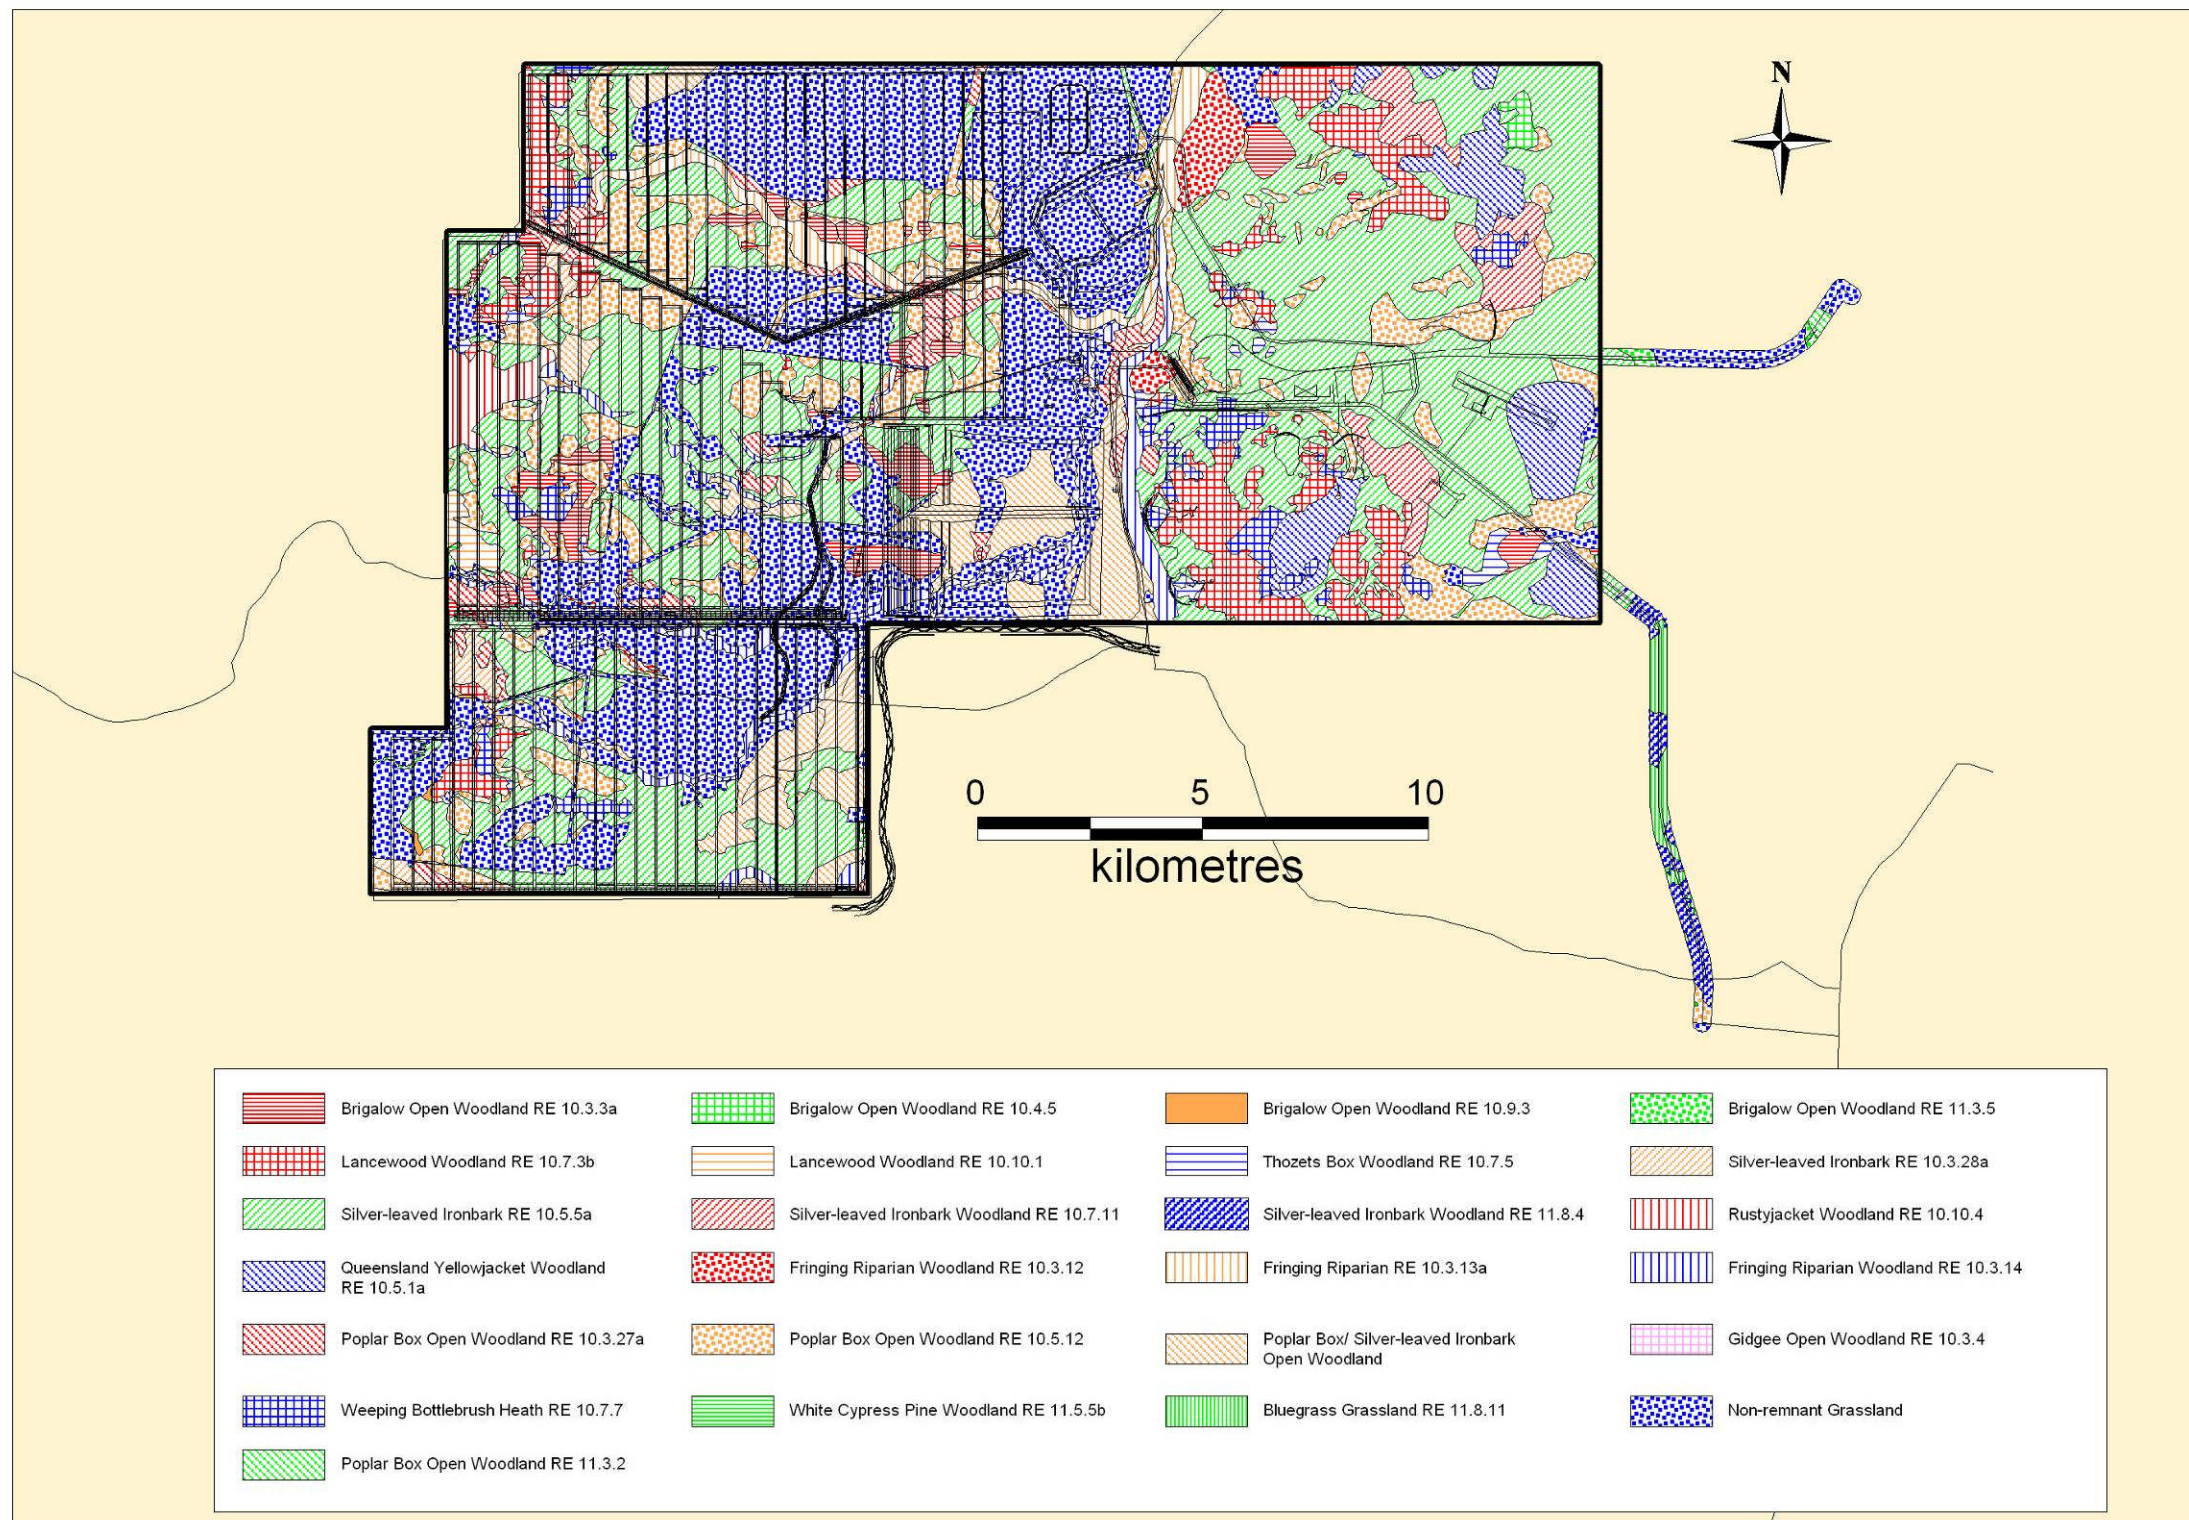 N
0 5 10
kilometres
Brigalow Open Woodland RE 10.3.3a
Brigalow Open Woodland RE 10.4.5
Brigalow Open Woodland RE 10.9.3
Brigalow Open Woodland RE 11.3.5
Lancewood Woodland RE 10.7.3b
Lancewood Woodland RE 10.10.1
Thozets Box Woodland RE 10.7.5
Silver-leaved Ironbark RE 10.3.28a
Silver-leaved Ironbark RE 10.5.5a
Silver-leaved Ironbark Woodland RE 10.7.11
Silver-leaved Ironbark Woodland RE 11.8.4
Rustyjacket Woodland RE 10.10.4
Queensland Yellowjacket Woodland
RE 10.5.1a
Fringing Riparian Woodland RE 10.3.12
Fringing Riparian RE 10.3.13a
Fringing Riparian Woodland RE 10.3.14
Poplar Box Open Woodland RE 10.3.27a
Poplar Box Open Woodland RE 10.5.12
Poplar Box/ Silver-leaved Ironbark
Open Woodland
Gidgee Open Woodland RE 10.3.4
Weeping Bottlebrush Heath RE 10.7.7
White Cypress Pine Woodland RE 11.5.5b
Bluegrass Grassland RE 11.8.11
Non-remnant Grassland
Poplar Box Open Woodland RE 11.3.2